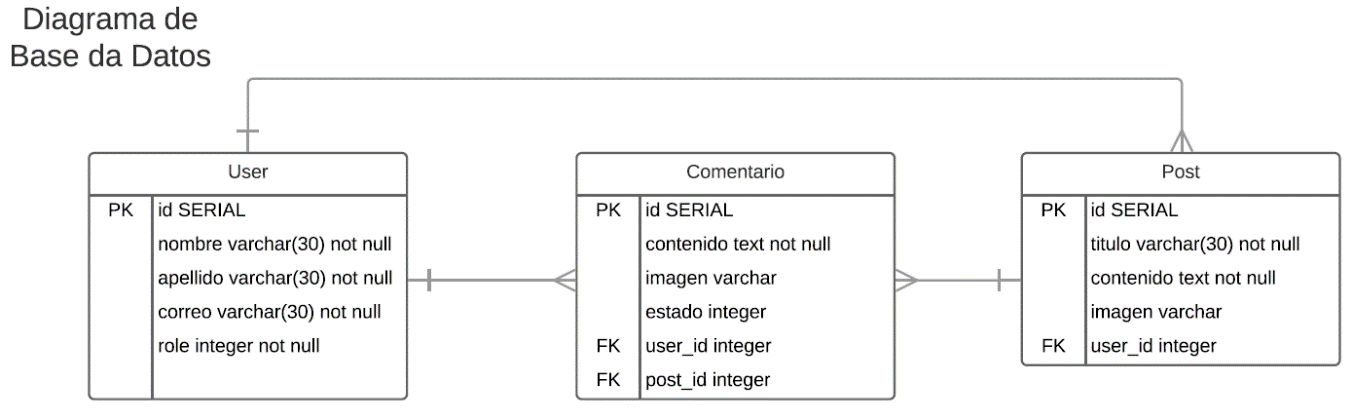 Diagrama de
Base da Datos
User
PK id SERIAL
nombre varchar(30) not null
apellido varchar(30) not null
correo varchar(30) not null
role integer not null
Comentario
PK id SERIAL
contenido text not null
imagen varchar
estado integer
FK user_id integer
FK post_id integer
Post
PK id SERIAL
titulo varchar(30) not null
contenido text not null
imagen varchar
FK user_id integer